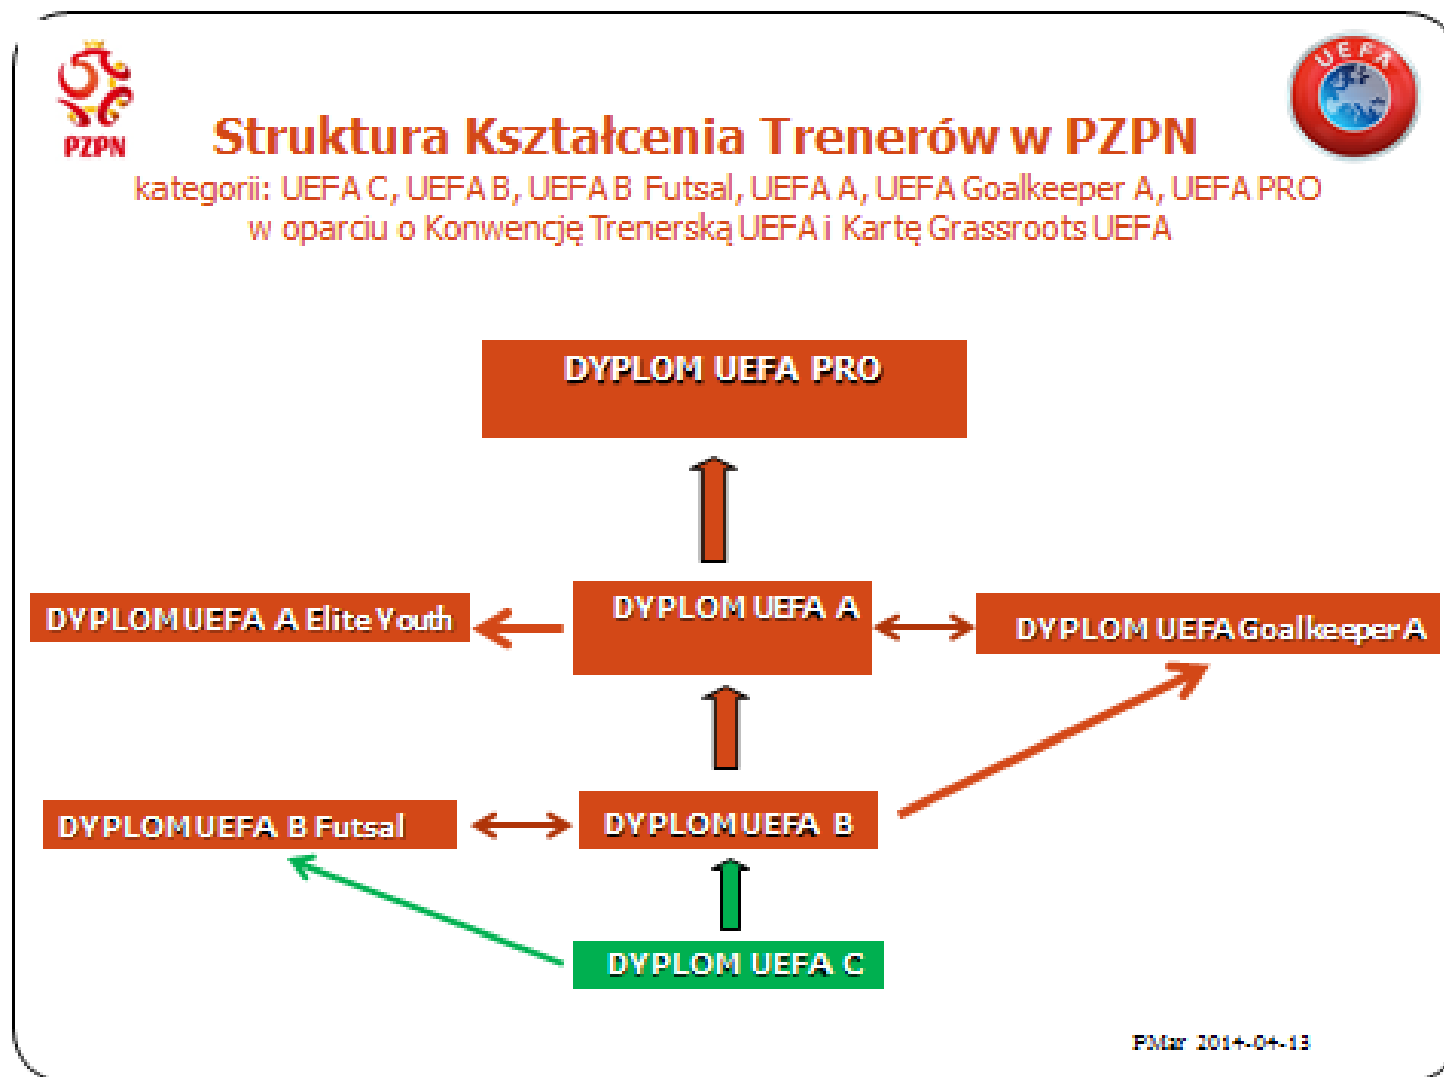 PZPN
UEFA
Struktura Kształcenia Trenerów w PZPN
kategorii: UEFA C, UEFA B, UEFA B Futsal, UEFA A, UEFA Goalkeeper A, UEFA PRO
w oparciu o Konwencję Trenerską UEFA i Kartę Grassroots UEFA
DYPLOM UEFA PRO
DYPLOM UEFA A Elite Youth
DYPLOM UEFA A
DYPLOM UEFA Goalkeeper A
DYPLOM UEFA B Futsal
DYPLOM UEFA B
DYPLOM UEFA C
PMar 2014-04-13